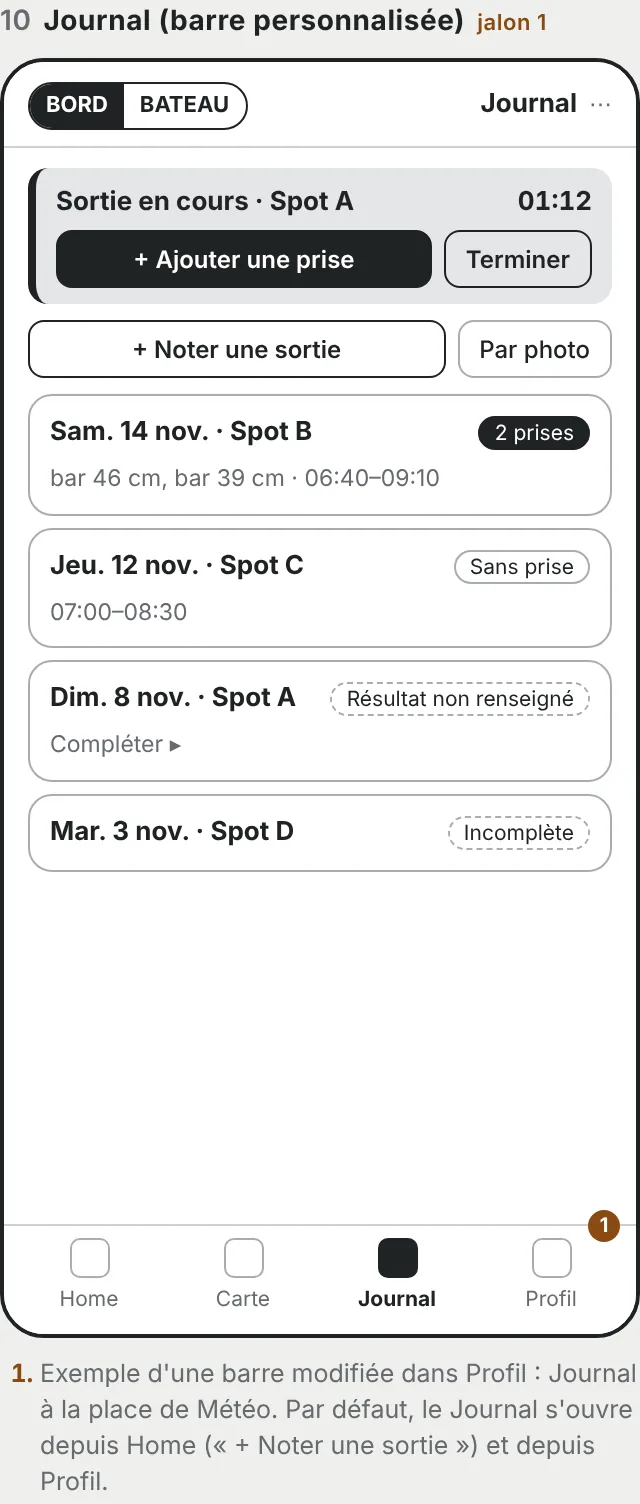 10 Journal (barre personnalisée) jalon 1
BORD BATEAU Journal ...
Sortie en cours · Spot A 01:12
+ Ajouter une prise Terminer
+ Noter une sortie Par photo
Sam. 14 nov. · Spot B 2 prises
bar 46 cm, bar 39 cm · 06:40–09:10
Jeu. 12 nov. · Spot C Sans prise
07:00–08:30
Dim. 8 nov. · Spot A Résultat non renseigné
Compléter ▸
Mar. 3 nov. · Spot D Incomplète
1
Home Carte Journal Profil
1. Exemple d'une barre modifiée dans Profil : Journal
à la place de Météo. Par défaut, le Journal s'ouvre
depuis Home (« + Noter une sortie ») et depuis
Profil.